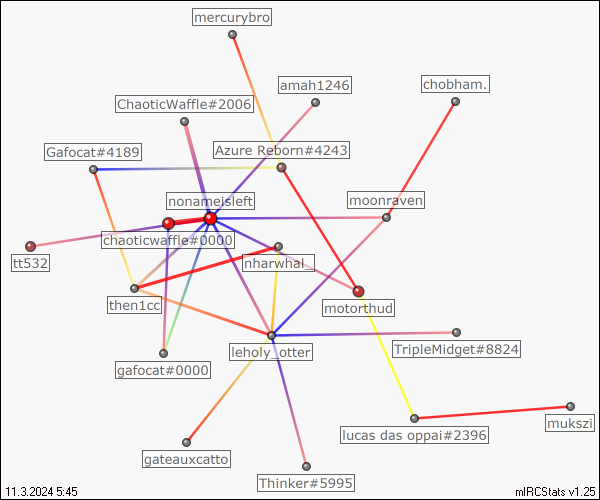 mercurybro
amah1246
chobham.
ChaoticWaffle#2006
Gafocat#4189
Azure Reborn#4243
nonameisleft
moonraven
chaoticwaffle#0000
tt532
nharwhal_
then1cc
motorthud
leholy_otter
TripleMidget#8824
gafocat#0000
lucas das oppai#2396
mukszi
gateauxcatto
Thinker#5995
11.3.2024 5:45
mIRCStats v1.25